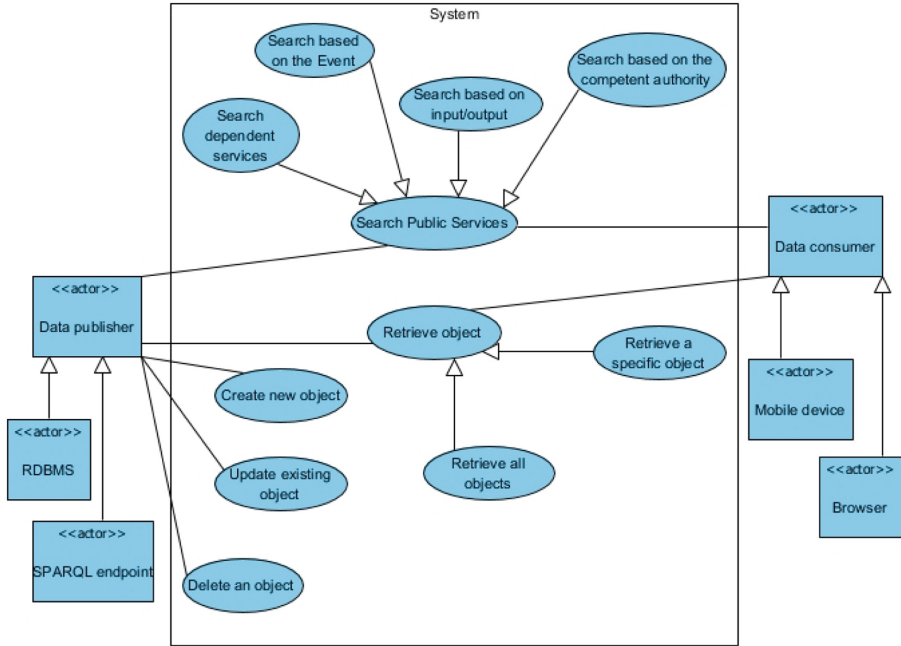 System
Search based
on the Event
Search based on the
competent authority
Search based on
input/output
Search
dependent
services
Search Public Services
<<actor>>
Data consumer
<<actor>>
Data publisher
Retrieve object
Retrieve a
specific object
Create new object
<<actor>>
Mobile device
<<actor>>
RDBMS
Update existing
object
Retrieve all
objects
<<actor>>
Browser
<<actor>>
SPARQL endpoint
Delete an object